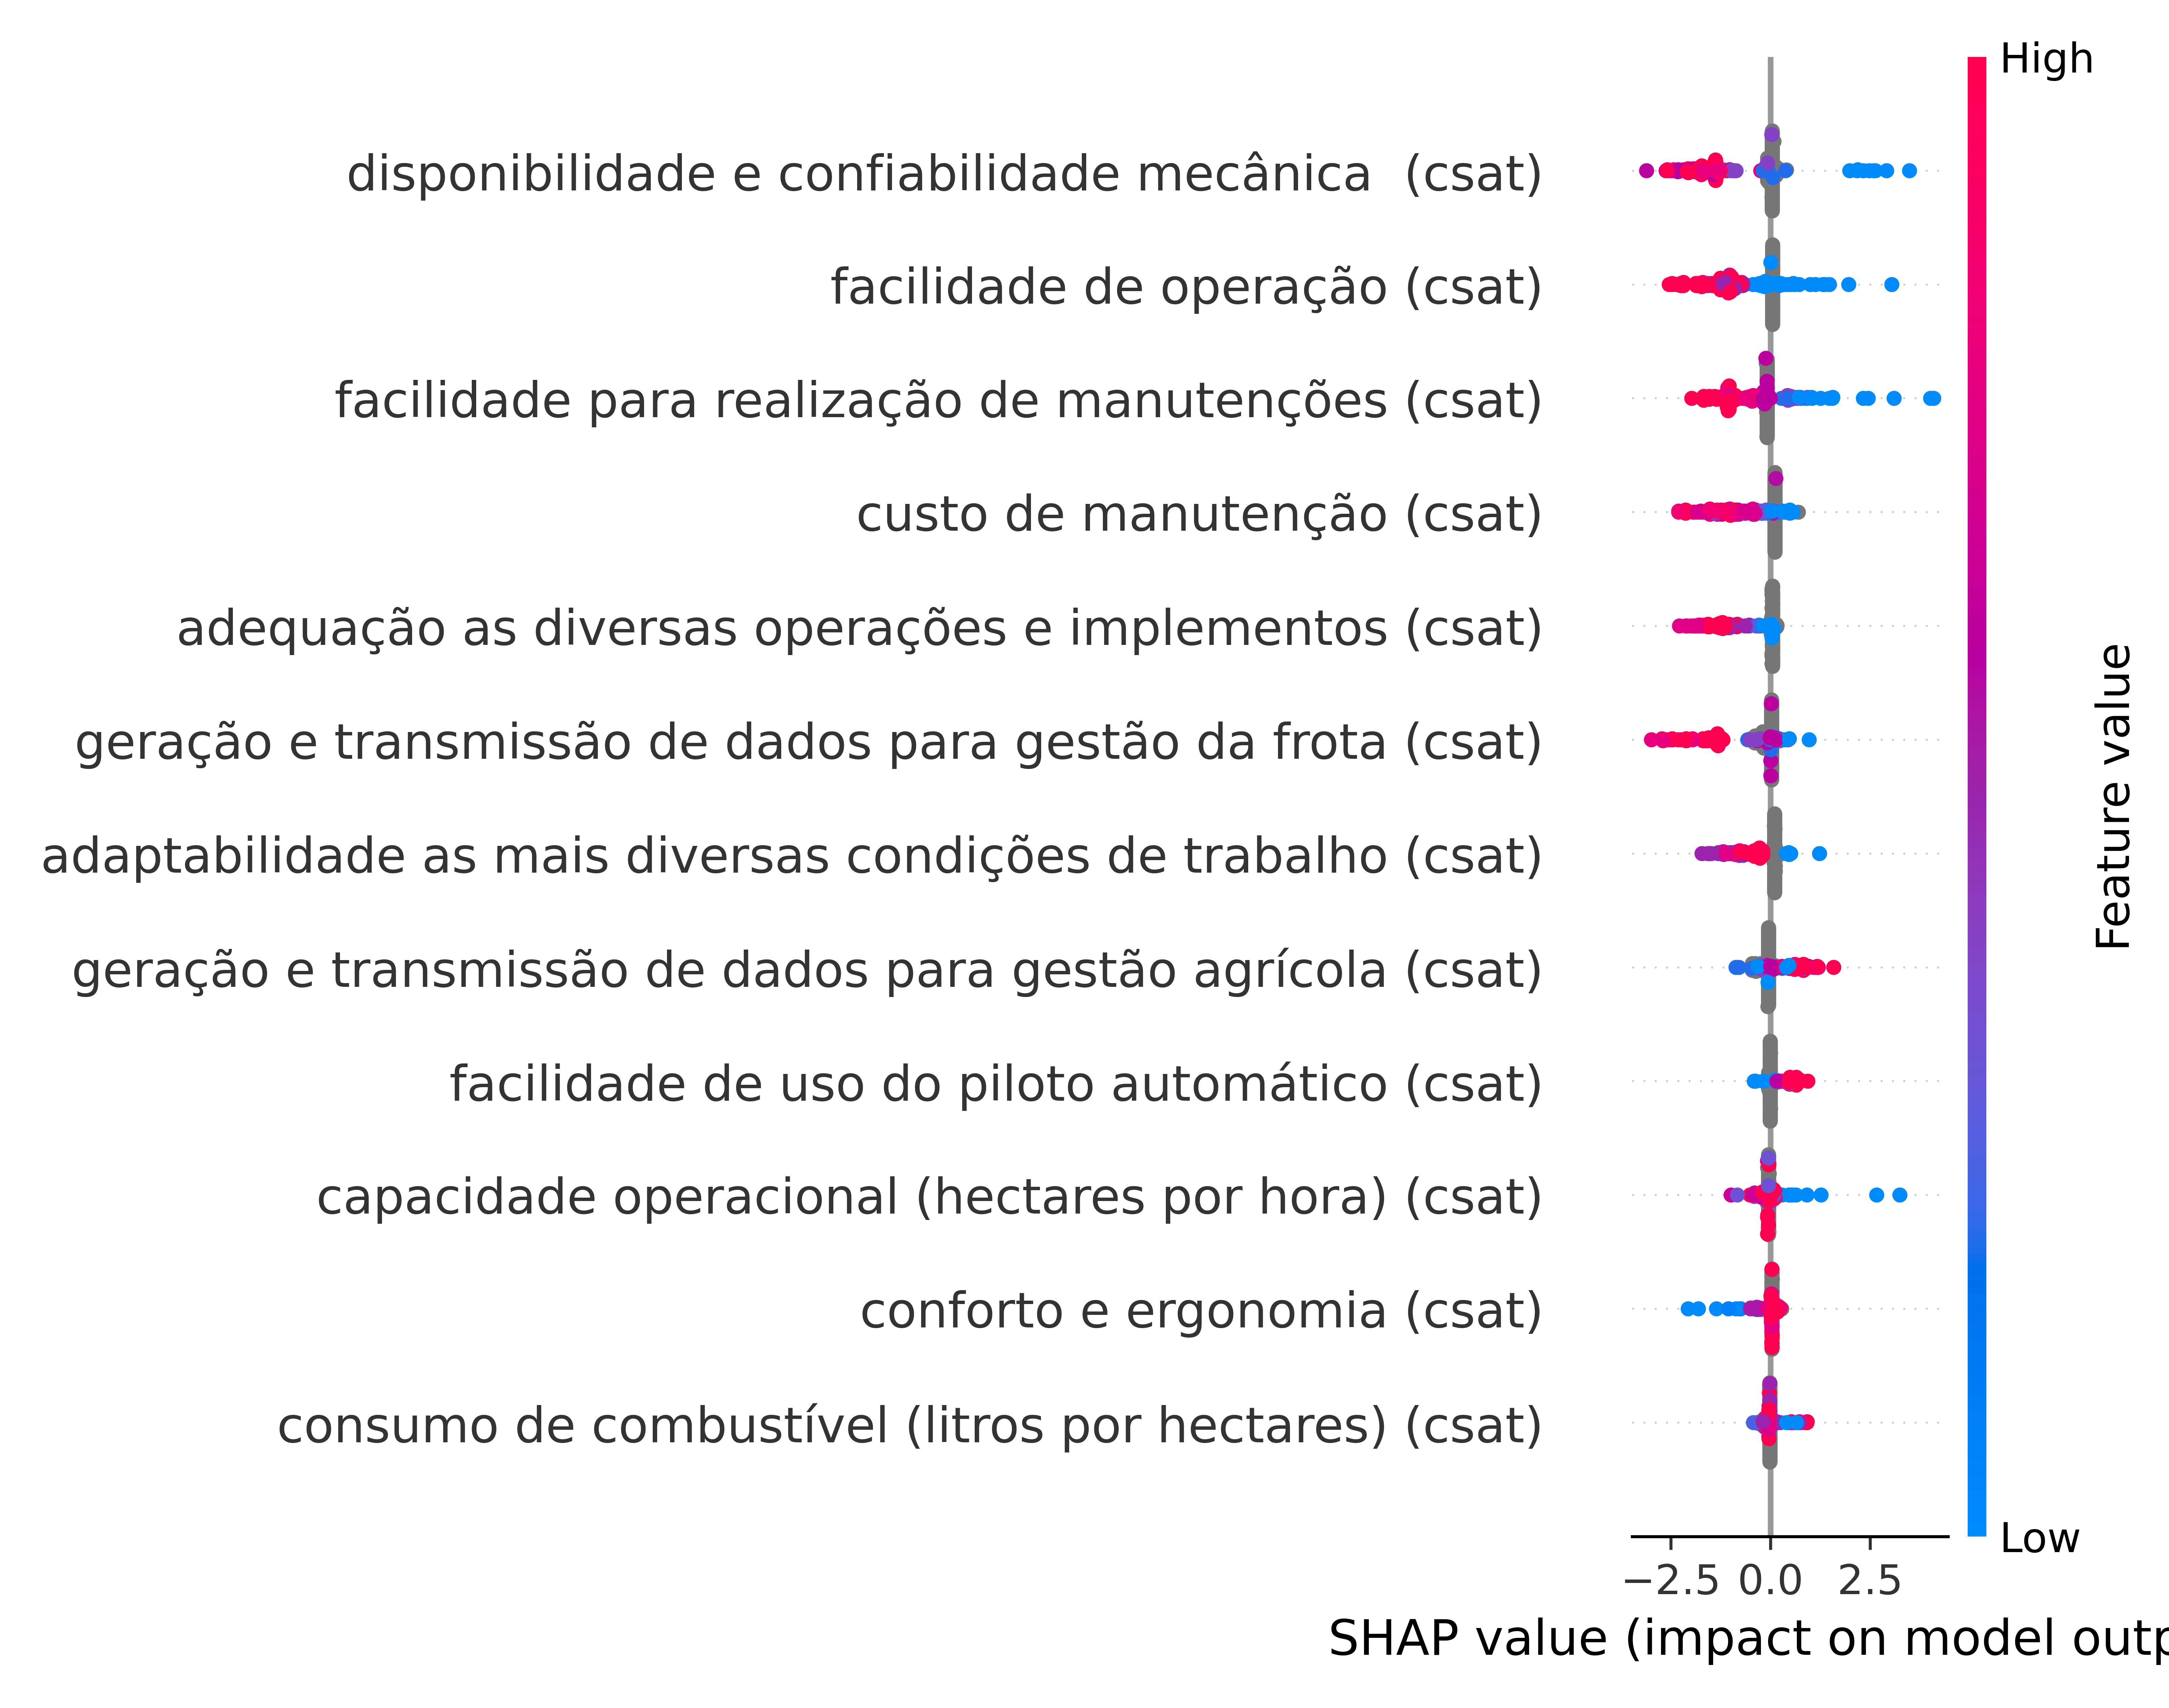 High
disponibilidade e confiabilidade mecânica  (csat)
facilidade de operação (csat)
facilidade para realização de manutenções (csat)
custo de manutenção (csat)
adequação as diversas operações e implementos (csat)
geração e transmissão de dados para gestão da frota (csat)
adaptabilidade as mais diversas condições de trabalho (csat)
geração e transmissão de dados para gestão agrícola (csat)
facilidade de uso do piloto automático (csat)
capacidade operacional (hectares por hora) (csat)
conforto e ergonomia (csat)
consumo de combustível (litros por hectares) (csat)
Feature value
Low
−2.5 0.0 2.5
SHAP value (impact on model outp